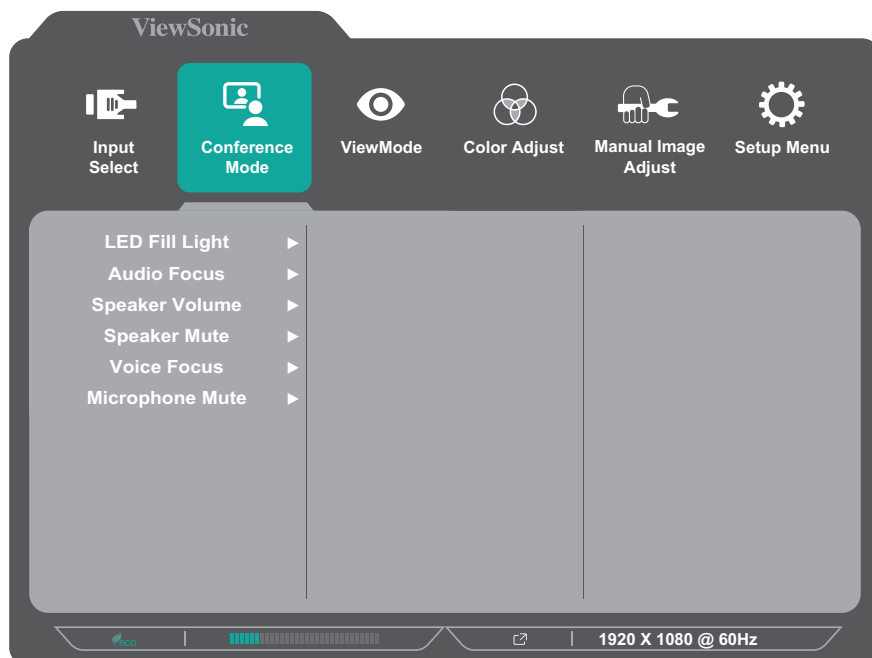 ViewSonic
Input
Select
Conference
Mode
ViewMode
Color Adjust
Manual Image
Adjust
Setup Menu
LED Fill Light
Audio Focus
Speaker Volume
Speaker Mute
Voice Focus
Microphone Mute
eco
1920 X 1080 @ 60Hz